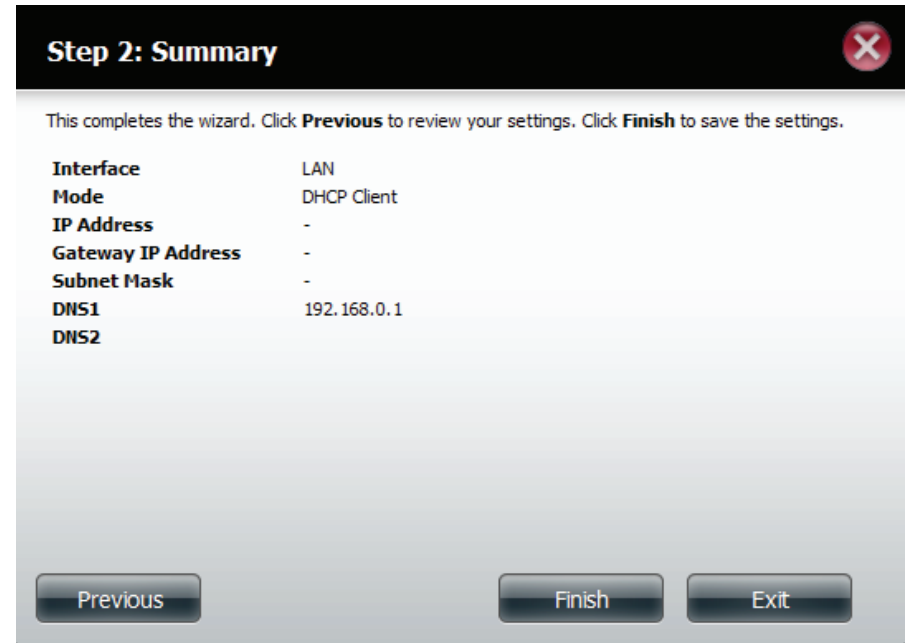 Step 2: Summary
This completes the wizard. Click Previous to review your settings. Click Finish to save the settings.
Interface LAN
Mode DHCP Client
IP Address -
Gateway IP Address -
Subnet Mask -
DNS1 192.168.0.1
DNS2
Previous Finish Exit